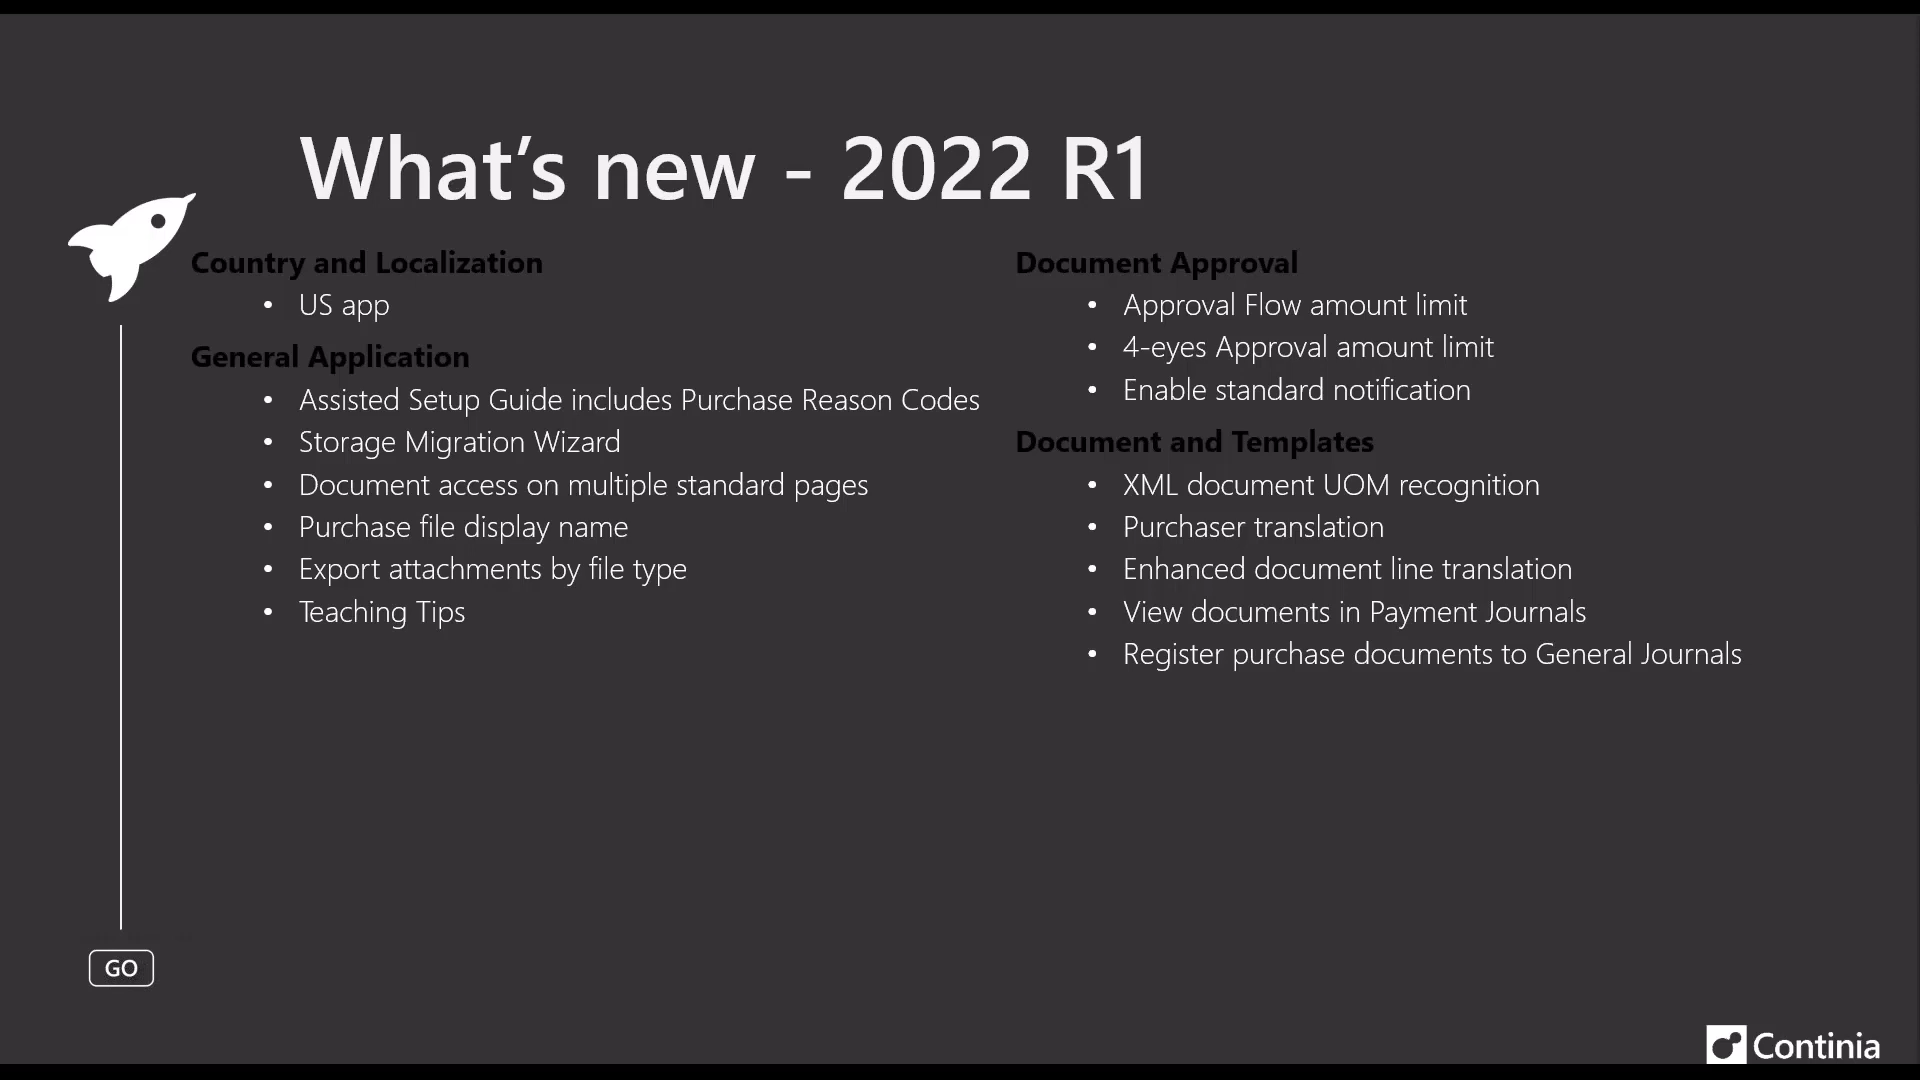 What’s new - 2022 R1
Country and Localization
• US app
General Application
• Assisted Setup Guide includes Purchase Reason Codes
• Storage Migration Wizard
• Document access on multiple standard pages
• Purchase file display name
• Export attachments by file type
• Teaching Tips
Document Approval
• Approval Flow amount limit
• 4-eyes Approval amount limit
• Enable standard notification
Document and Templates
• XML document UOM recognition
• Purchaser translation
• Enhanced document line translation
• View documents in Payment Journals
• Register purchase documents to General Journals
GO
Continia